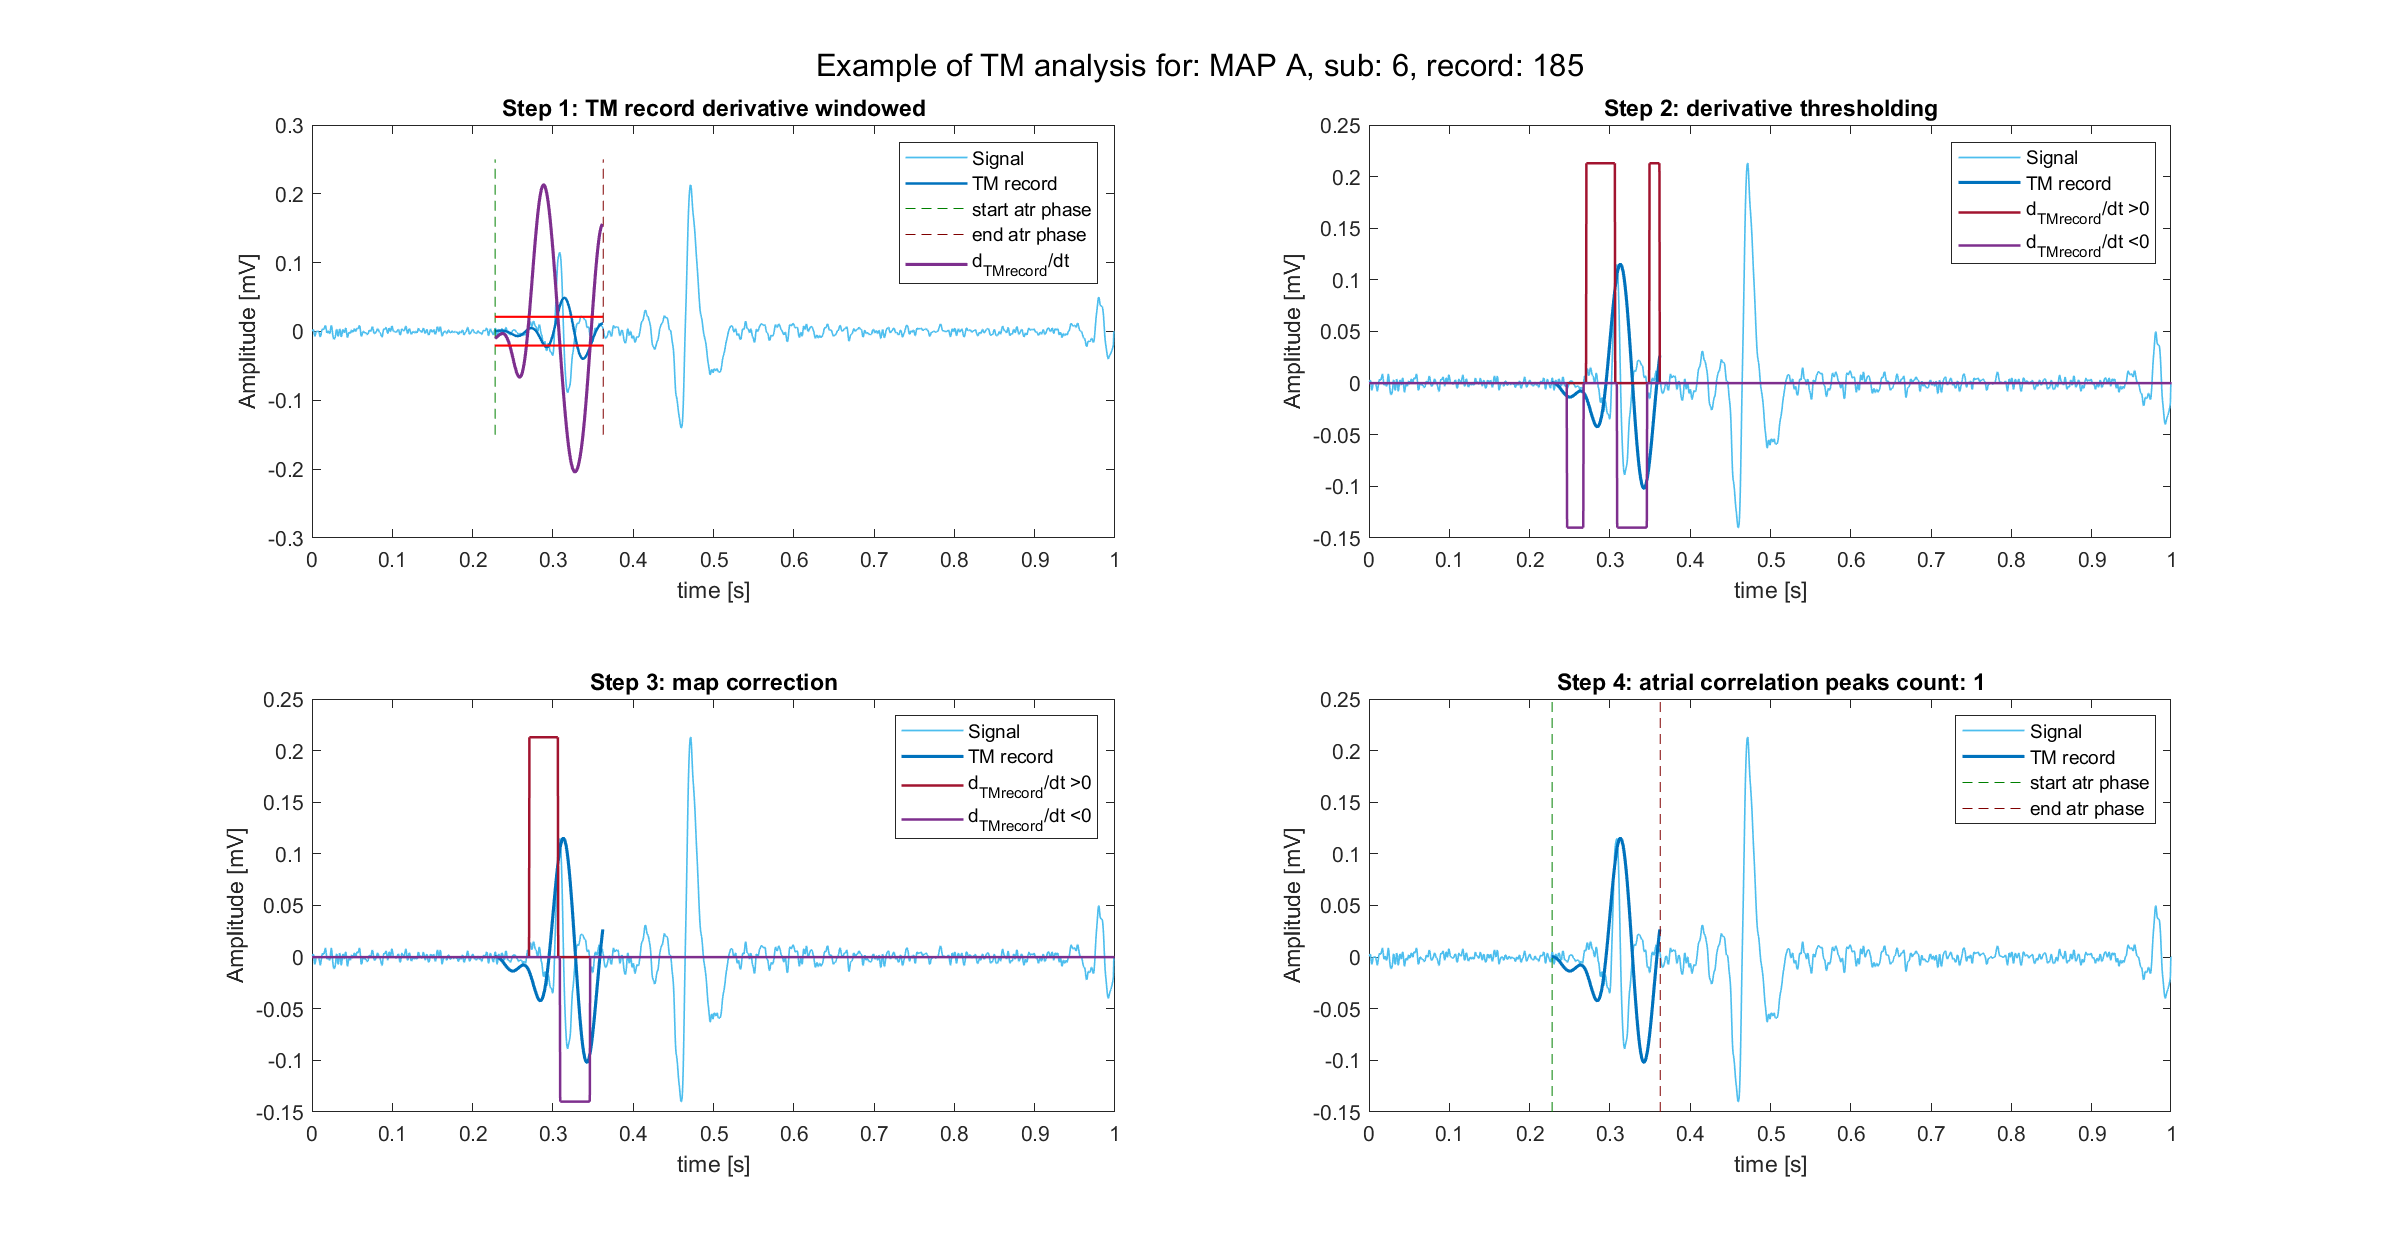 Example of TM analysis for: MAP A, sub: 6, record: 185
Step 1: TM record derivative windowed
0.3
0.2
0.1
0
-0.1
-0.2
-0.3
Amplitude [mV]
0 0.1 0.2 0.3 0.4 0.5 0.6 0.7 0.8 0.9 1
time [s]
Signal
TM record
start atr phase
end atr phase
dTMrecord/dt
Step 2: derivative thresholding
0.25
0.2
0.15
0.1
0.05
0
-0.05
-0.1
-0.15
Amplitude [mV]
0 0.1 0.2 0.3 0.4 0.5 0.6 0.7 0.8 0.9 1
time [s]
Signal
TM record
dTMrecord/dt >0
dTMrecord/dt <0
Step 3: map correction
0.25
0.2
0.15
0.1
0.05
0
-0.05
-0.1
-0.15
Amplitude [mV]
0 0.1 0.2 0.3 0.4 0.5 0.6 0.7 0.8 0.9 1
time [s]
Signal
TM record
dTMrecord/dt >0
dTMrecord/dt <0
Step 4: atrial correlation peaks count: 1
0.25
0.2
0.15
0.1
0.05
0
-0.05
-0.1
-0.15
Amplitude [mV]
0 0.1 0.2 0.3 0.4 0.5 0.6 0.7 0.8 0.9 1
time [s]
Signal
TM record
start atr phase
end atr phase